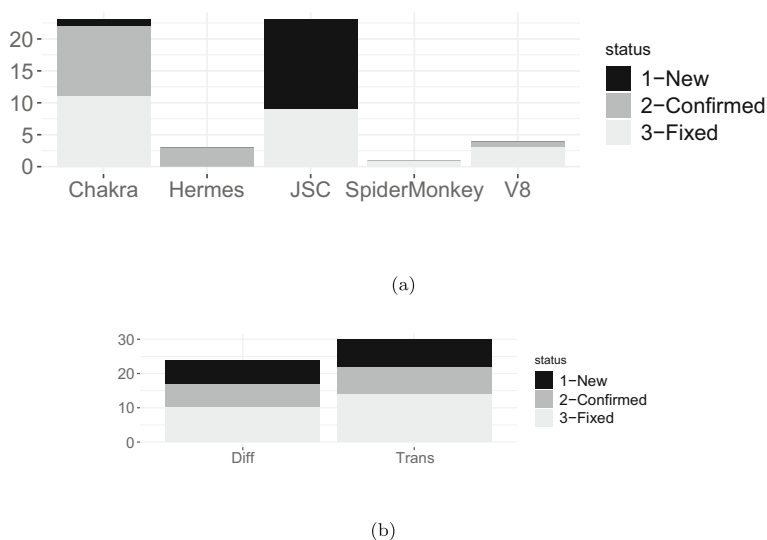 20
15
10
5
0
Chakra Hermes JSC SpiderMonkey V8
status
1−New
2−Confirmed
3−Fixed
(a)
30
20
10
0
Diff Trans
status
1−New
2−Confirmed
3−Fixed
(b)